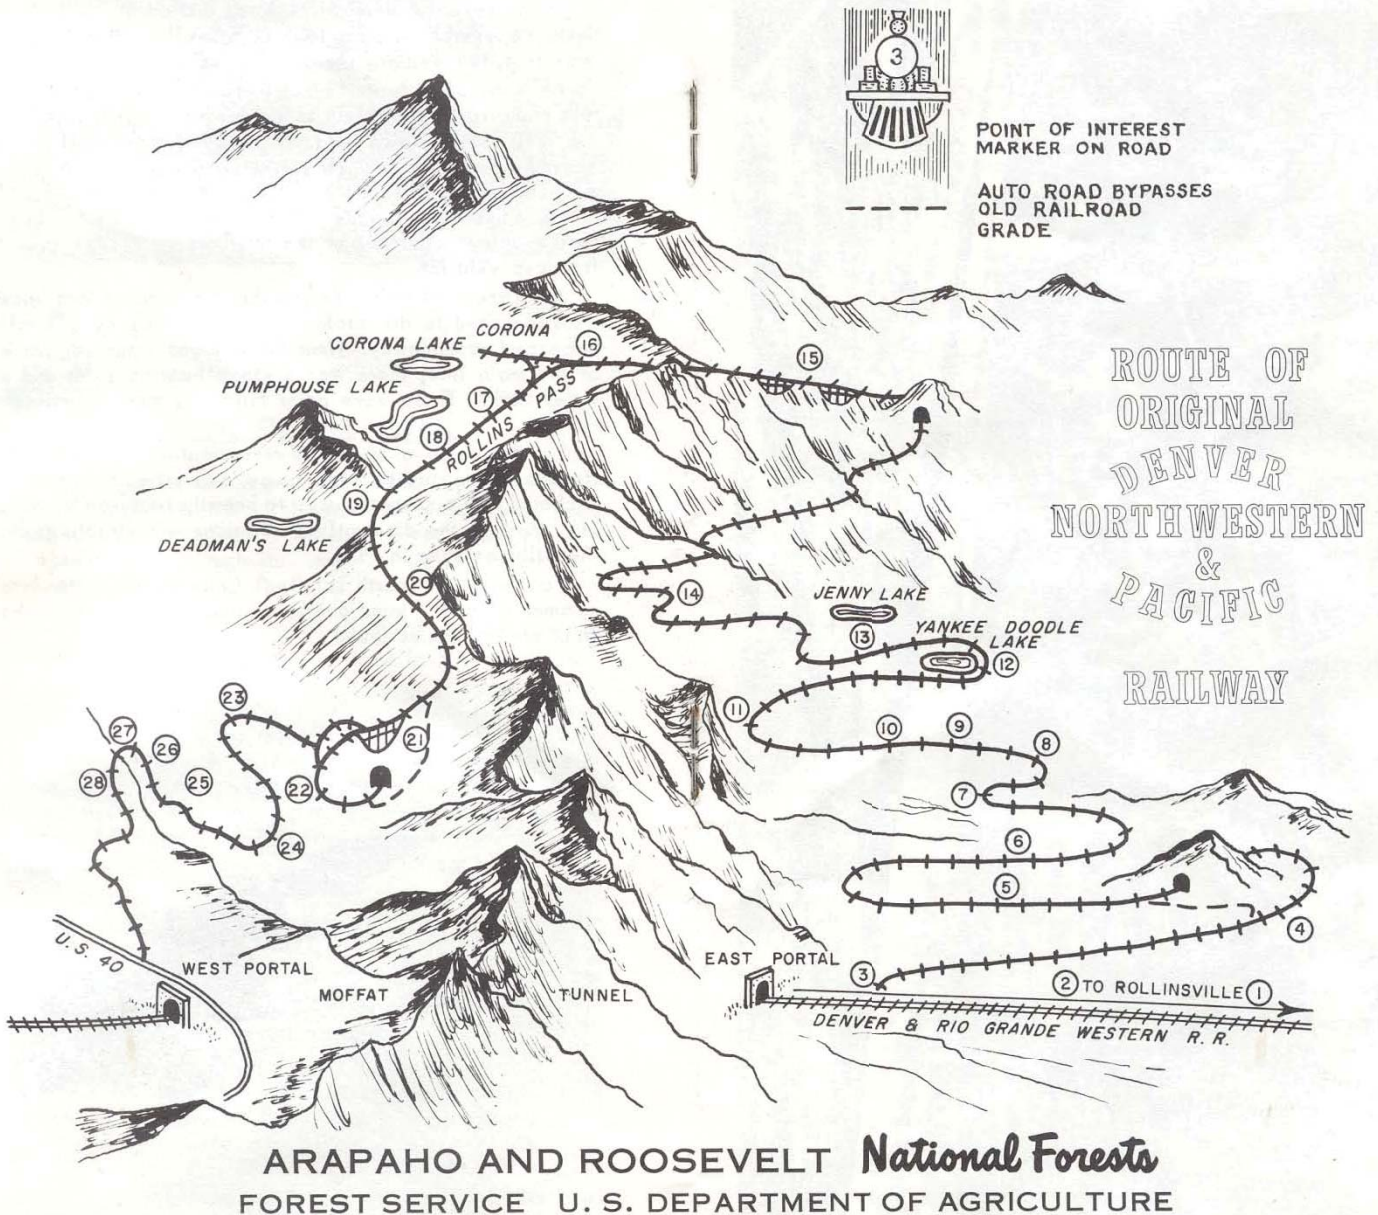 3
POINT OF INTEREST
MARKER ON ROAD
AUTO ROAD BYPASSES
OLD RAILROAD
GRADE
ROUTE OF
ORIGINAL
DENVER
NORTHWESTERN
&
PACIFIC
RAILWAY
CORONA
CORONA LAKE
16
15
PUMPHOUSE LAKE
17
ROLLINS PASS
18
19
DEADMAN'S LAKE
20
14
JENNY LAKE
13
YANKEE DOODLE
LAKE
12
11
10
9
8
7
6
5
4
3
23
21
22
27
26
28
25
24
U.S. 40
WEST PORTAL
MOFFAT TUNNEL
EAST PORTAL
2 TO ROLLINSVILLE 1
DENVER & RIO GRANDE WESTERN R. R.
ARAPAHO AND ROOSEVELT National Forests
FOREST SERVICE U. S. DEPARTMENT OF AGRICULTURE